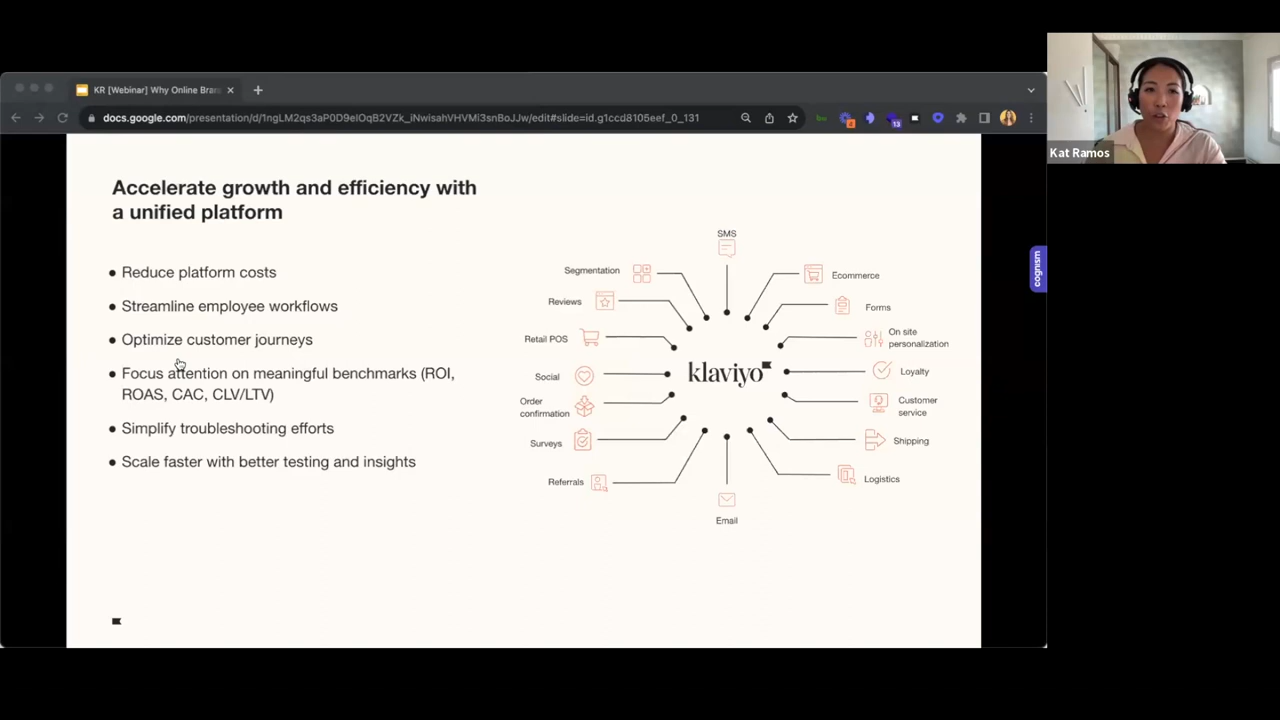 KR [Webinar] Why Online Bran
docs.google.com/presentation/d/1ngLM2qs3aP0D9eIOqB2VZk_iNwisahVHVMi3snBoJJw/edit#slide=id.g1ccd8105eef_0_131
13
Kat Ramos
cognism
Accelerate growth and efficiency with
a unified platform
● Reduce platform costs
● Streamline employee workflows
● Optimize customer journeys
● Focus attention on meaningful benchmarks (ROI,
ROAS, CAC, CLV/LTV)
● Simplify troubleshooting efforts
● Scale faster with better testing and insights
SMS
Segmentation
Ecommerce
Reviews
Forms
Retail POS
On site
personalization
klaviyo
Social
Loyalty
Order
confirmation
Customer
service
Surveys
Shipping
Referrals
Logistics
Email